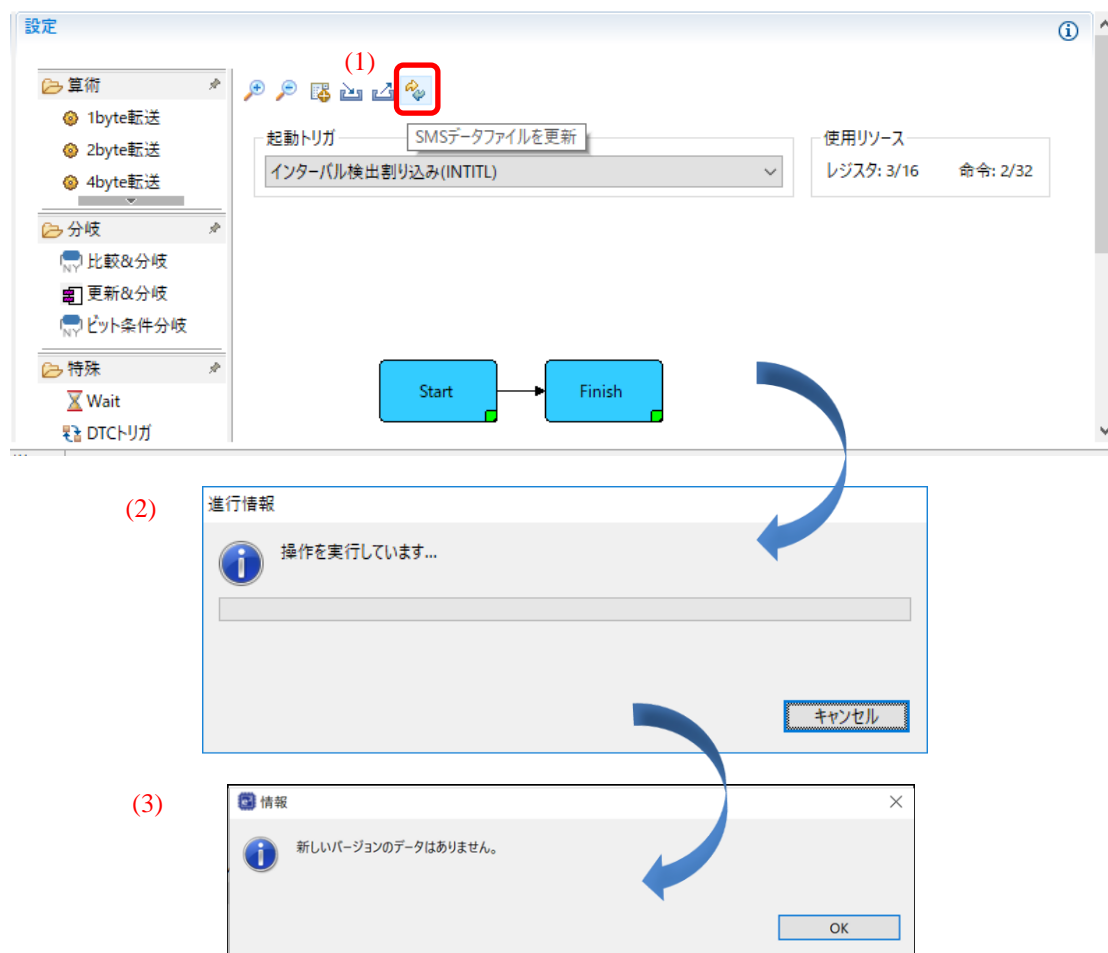 設定
(1)
算術
1byte転送
2byte転送
4byte転送
分岐
比較&分岐
更新&分岐
ビット条件分岐
特殊
Wait
DTCトリガ
SMSデータファイルを更新
起動トリガ
インターバル検出割り込み(INTITL)
使用リソース
レジスタ: 3/16 命令: 2/32
Start
Finish
(2)
進行情報
操作を実行しています...
キャンセル
(3)
情報
新しいバージョンのデータはありません。
OK